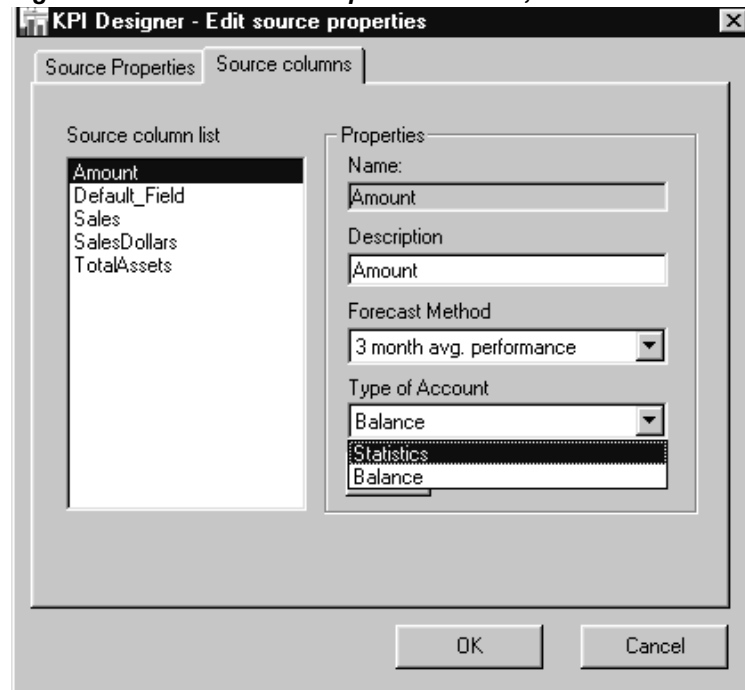 KPI Designer - Edit source properties
Source Properties
Source columns
Source column list
Amount
Default_Field
Sales
SalesDollars
TotalAssets
Properties
Name:
Amount
Description
Amount
Forecast Method
3 month avg. performance
Type of Account
Balance
Statistics
Balance
OK
Cancel